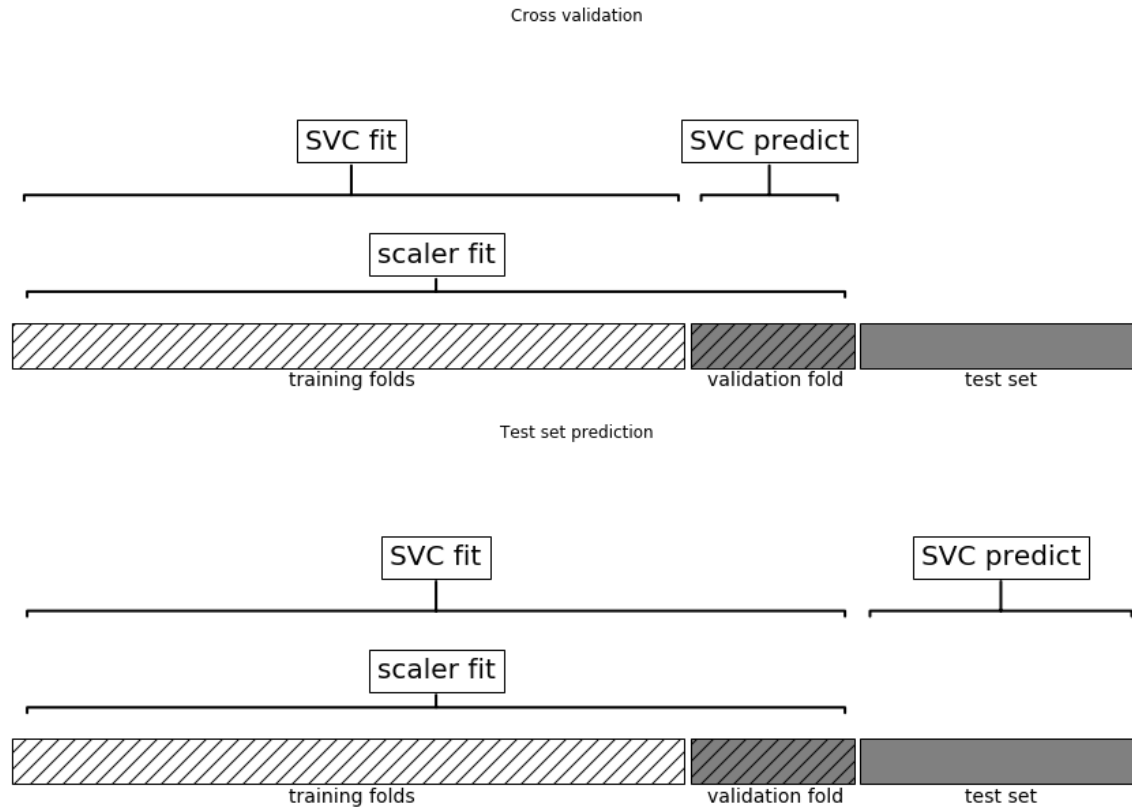 Cross validation
SVC fit
SVC predict
scaler fit
training folds
validation fold
test set
Test set prediction
SVC fit
SVC predict
scaler fit
training folds
validation fold
test set